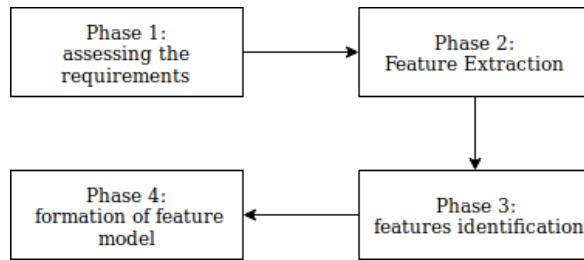 Phase 1:
assessing the
requirements
Phase 2:
Feature Extraction
Phase 3:
features identification
Phase 4:
formation of feature
model